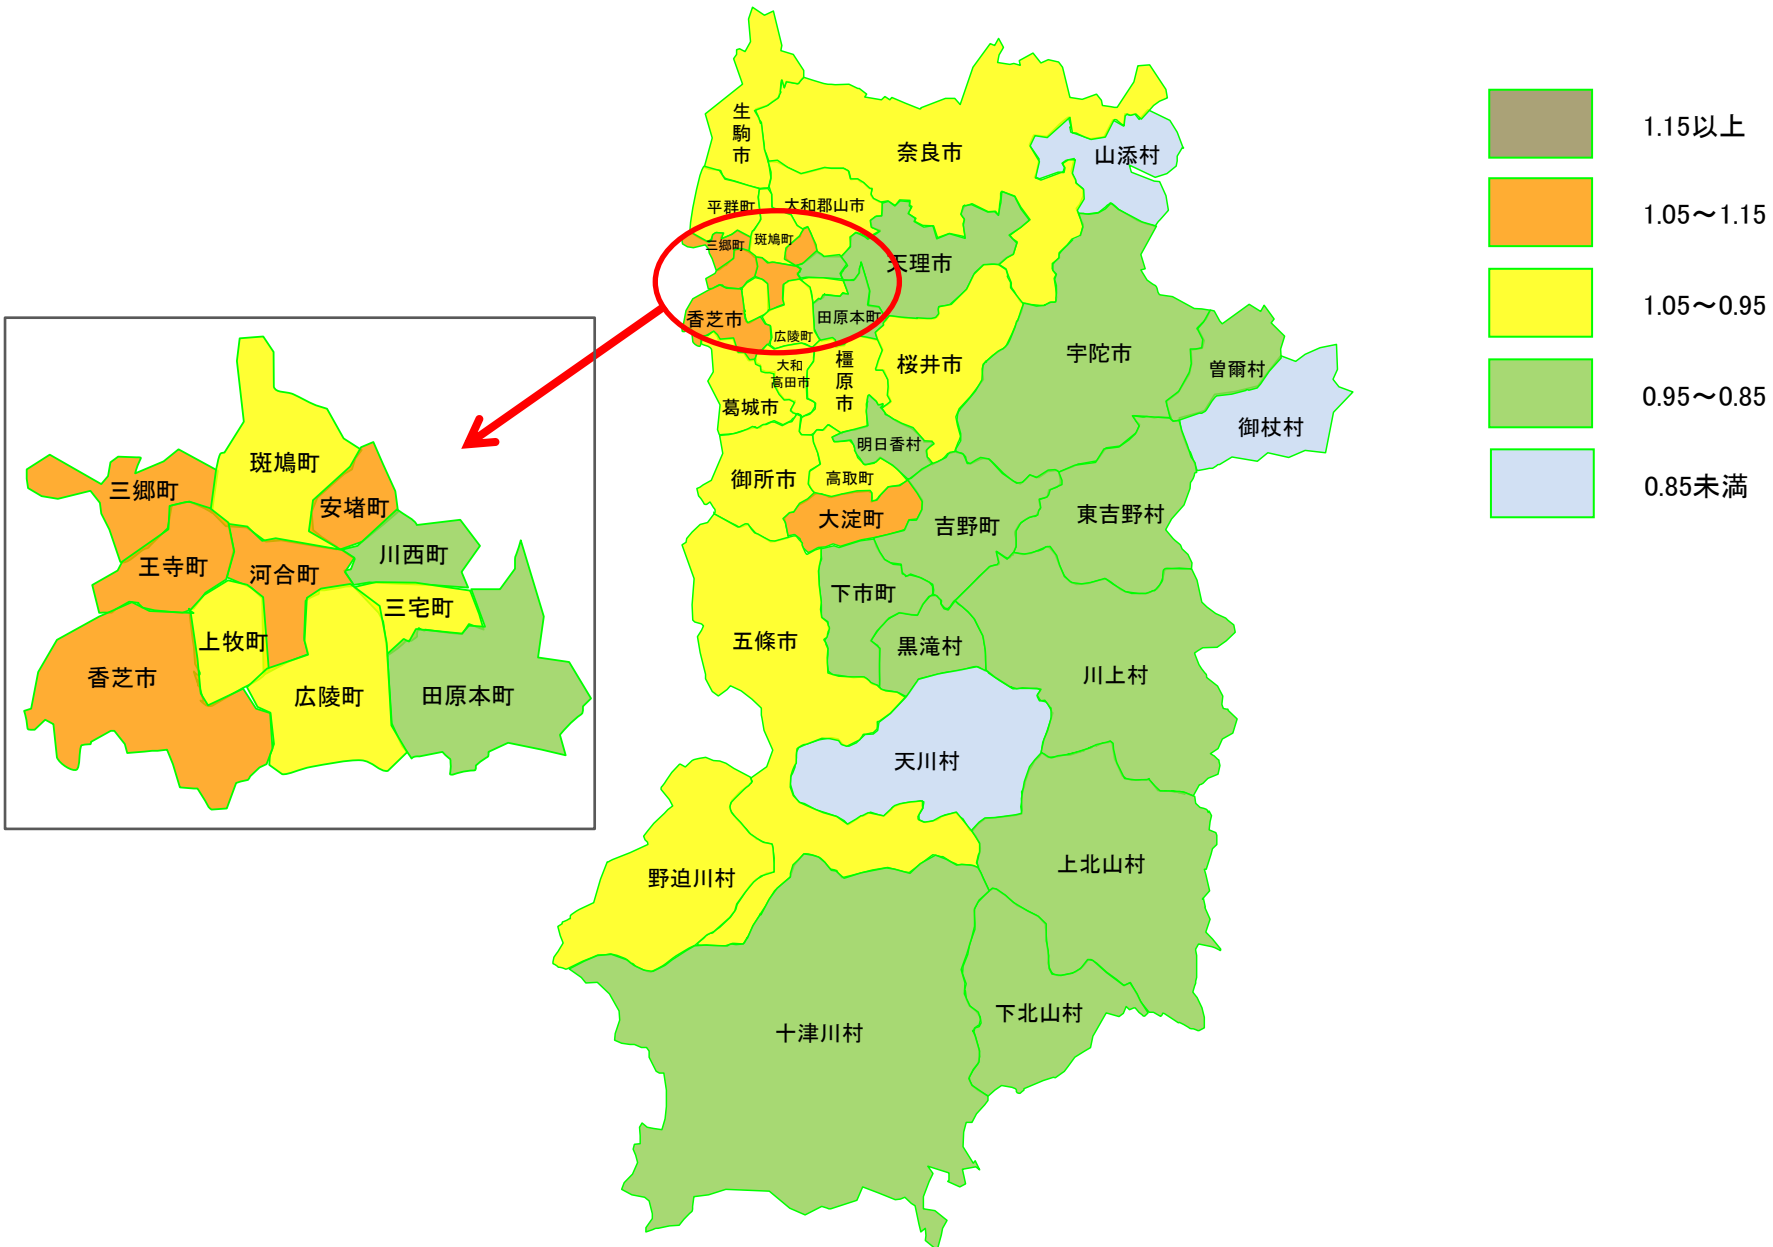 生駒市
奈良市
山添村
平群町
大和郡山市
三郷町
斑鳩町
天理市
香芝市
田原本町
広陵町
大和
高田市
橿原市
桜井市
宇陀市
曽爾村
葛城市
御杖村
明日香村
御所市
高取町
大淀町
吉野町
東吉野村
下市町
五條市
黒滝村
川上村
天川村
上北山村
野迫川村
下北山村
十津川村
斑鳩町
三郷町
安堵町
川西町
王寺町
河合町
三宅町
上牧町
香芝市
広陵町
田原本町
1.15以上
1.05～1.15
1.05～0.95
0.95～0.85
0.85未満